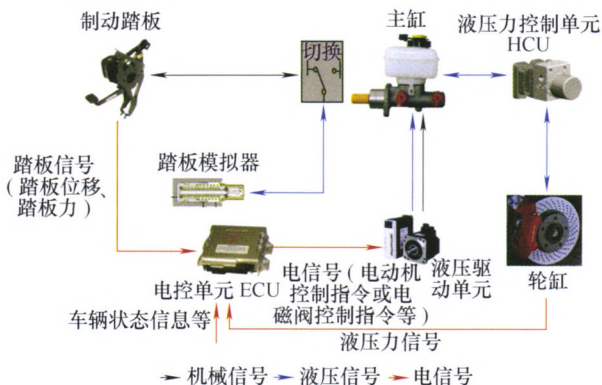 制动踏板
主缸
液压力控制单元
HCU
切换
踏板信号
(踏板位移、
踏板力)
踏板模拟器
电控单元 ECU
电信号(电动机
控制指令或电
磁阀控制指令等)
液压驱
动单元
轮缸
车辆状态信息等
液压力信号
机械信号 液压信号 电信号